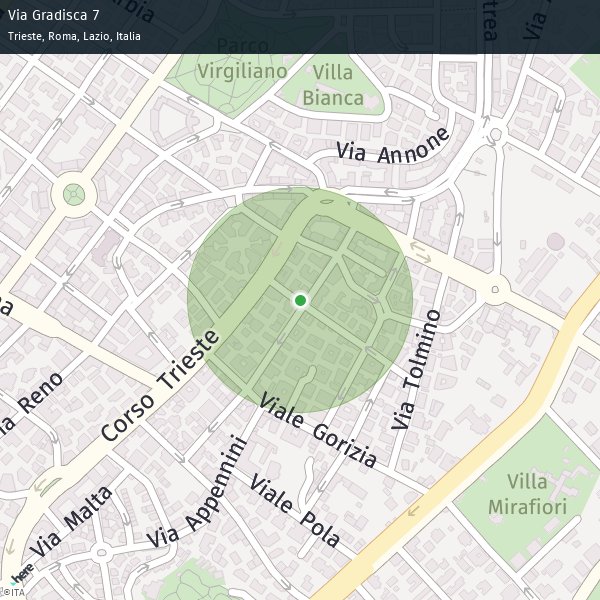 Via Gradisca 7
Trieste, Roma, Lazio, Italia
Parco
Virgiliano
Villa
Bianca
Via Annone
Corso Trieste
Via Tolmino
Viale Gorizia
Via Appennini
Viale Pola
Via Malta
Reno
Villa
Mirafiori
here
©ITA